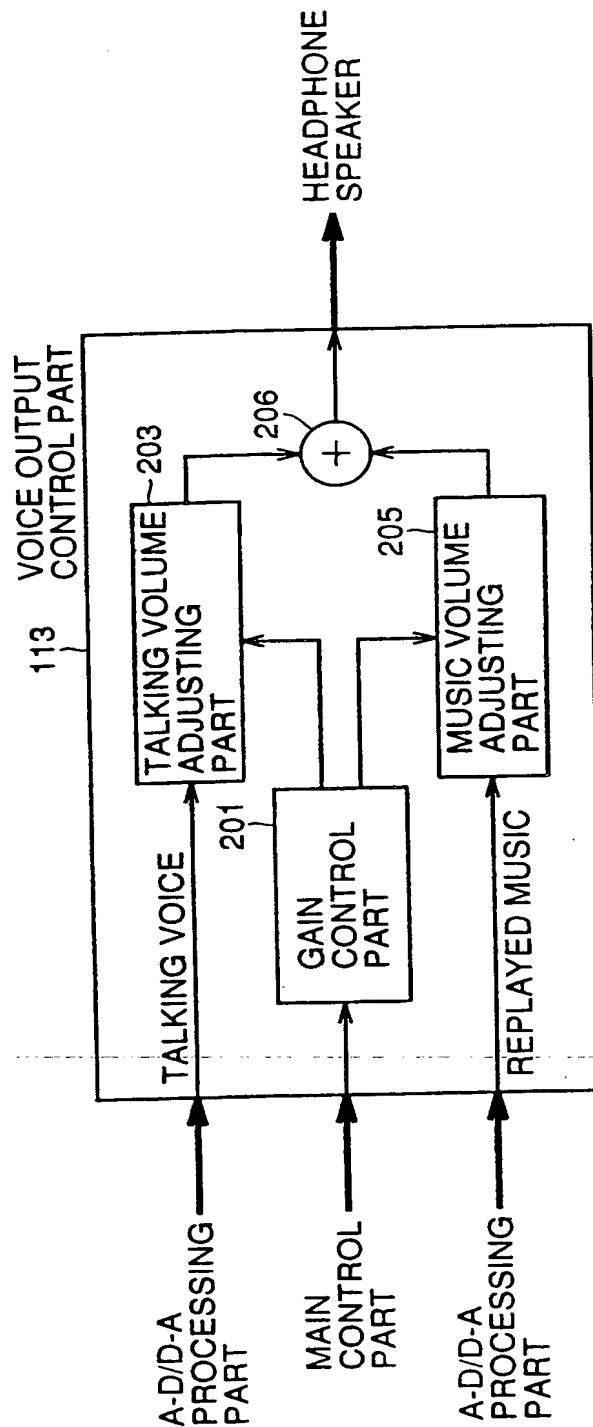 113
VOICE OUTPUT
CONTROL PART
A-D/D-A
PROCESSING
PART
TALKING VOICE
TALKING VOLUME
ADJUSTING
PART
203
MAIN
CONTROL
PART
201
GAIN
CONTROL
PART
206
+
HEADPHONE
SPEAKER
A-D/D-A
PROCESSING
PART
REPLAYED MUSIC
205
MUSIC VOLUME
ADJUSTING
PART